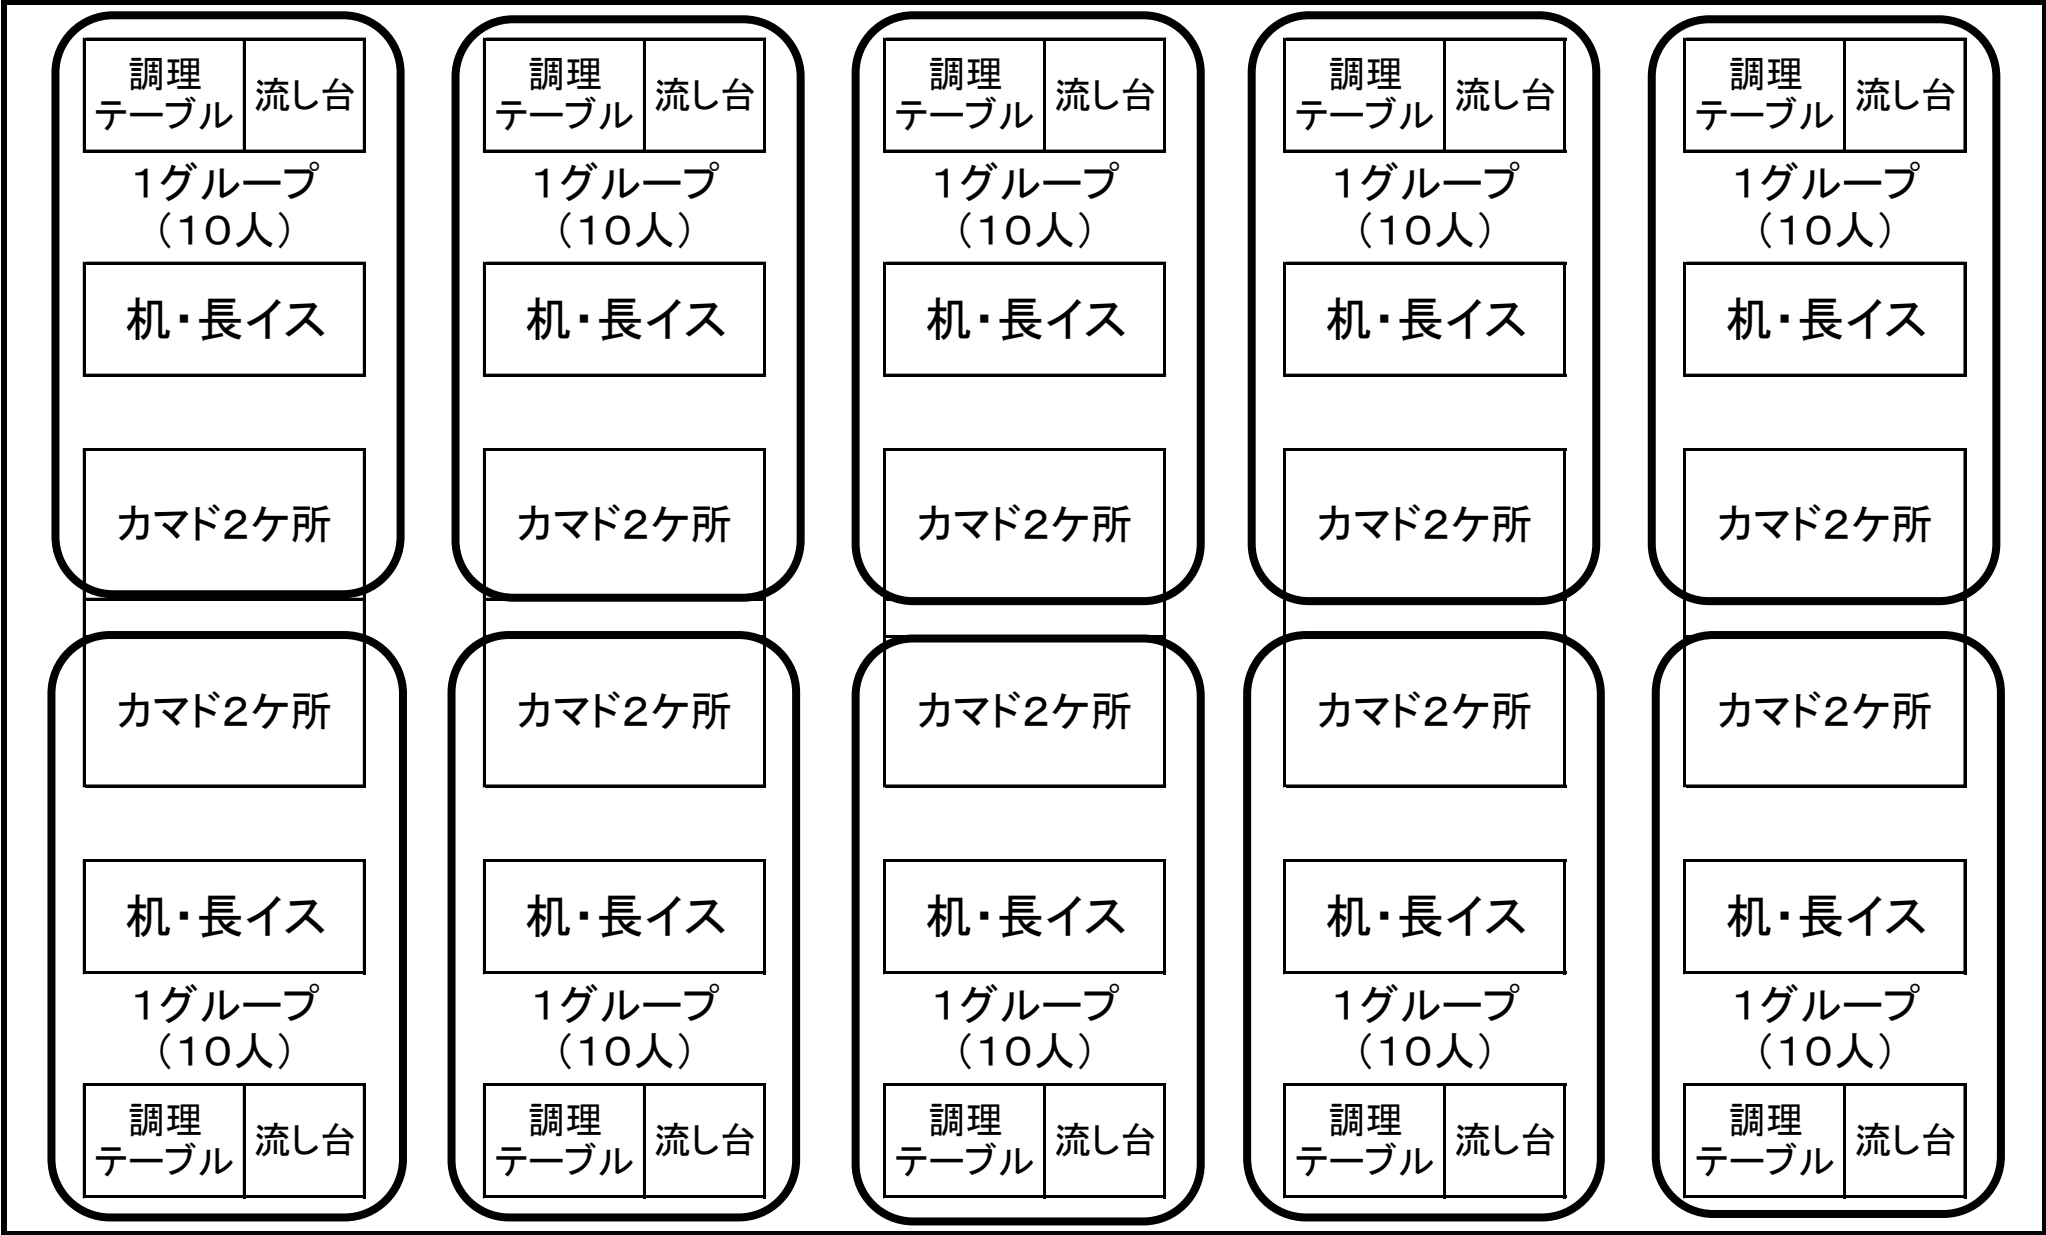 調理 流し台 調理 流し台 調理 流し台 調理 流し台 調理 流し台
テーブル テーブル テーブル テーブル テーブル
1グループ 1グループ 1グループ 1グループ 1グループ
（10人） （10人） （10人） （10人） （10人）
机・長イス 机・長イス 机・長イス 机・長イス 机・長イス
カマド2ケ所 カマド2ケ所 カマド2ケ所 カマド2ケ所 カマド2ケ所
カマド2ケ所 カマド2ケ所 カマド2ケ所 カマド2ケ所 カマド2ケ所
机・長イス 机・長イス 机・長イス 机・長イス 机・長イス
1グループ 1グループ 1グループ 1グループ 1グループ
（10人） （10人） （10人） （10人） （10人）
調理 流し台 調理 流し台 調理 流し台 調理 流し台 調理 流し台
テーブル テーブル テーブル テーブル テーブル